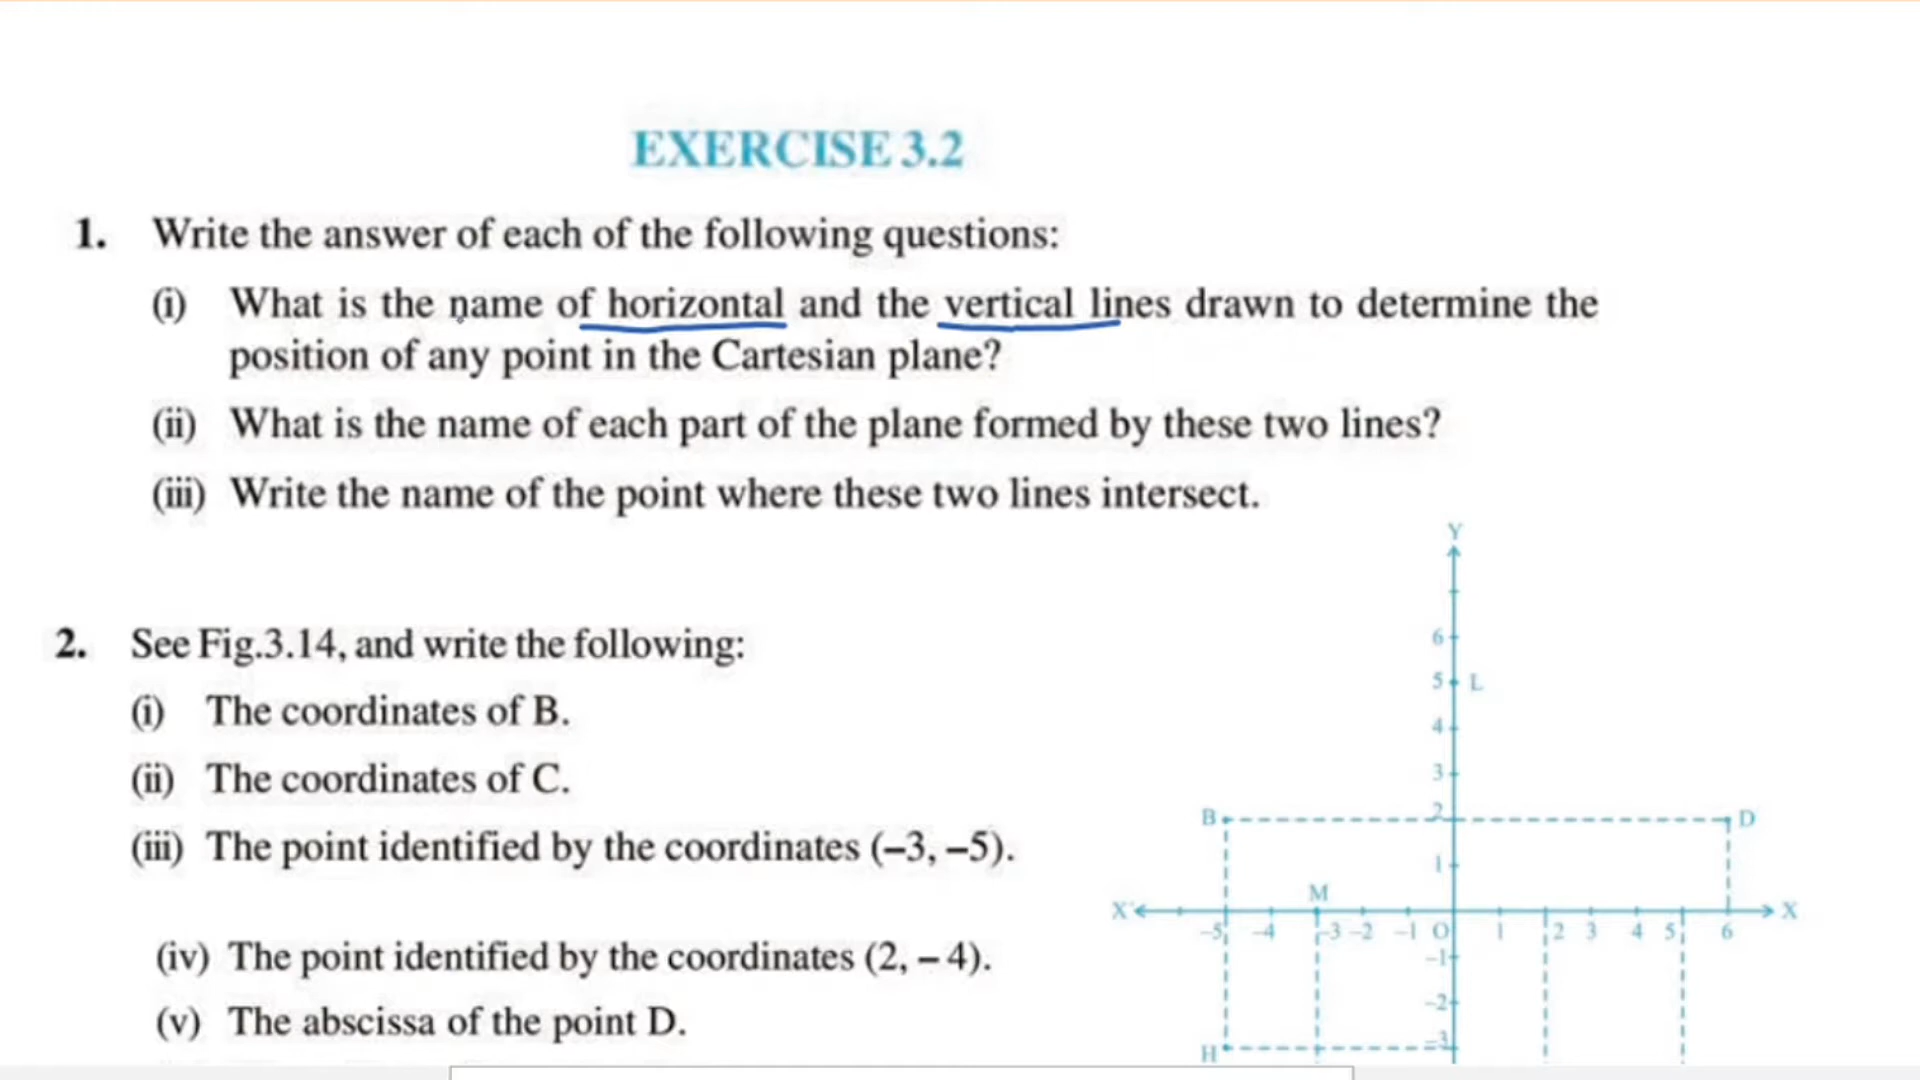 EXERCISE 3.2
1. Write the answer of each of the following questions:
(i) What is the name of horizontal and the vertical lines drawn to determine the
position of any point in the Cartesian plane?
(ii) What is the name of each part of the plane formed by these two lines?
(iii) Write the name of the point where these two lines intersect.
2. See Fig.3.14, and write the following:
(i) The coordinates of B.
(ii) The coordinates of C.
(iii) The point identified by the coordinates (–3, –5).
(iv) The point identified by the coordinates (2, – 4).
(v) The abscissa of the point D.
Y
6
5 L
4
3
B 2 D
1
M
X' X
–5 –4 –3 –2 –1 O 1 2 3 4 5 6
–1
–2
–3
H